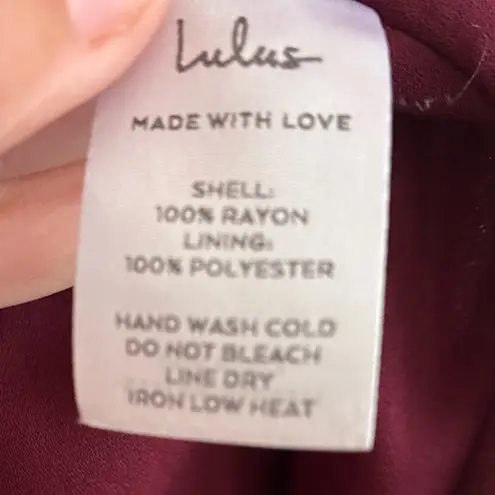 Lulus
MADE WITH LOVE
SHELL:
100% RAYON
LINING:
100% POLYESTER
HAND WASH COLD
DO NOT BLEACH
LINE DRY
IRON LOW HEAT